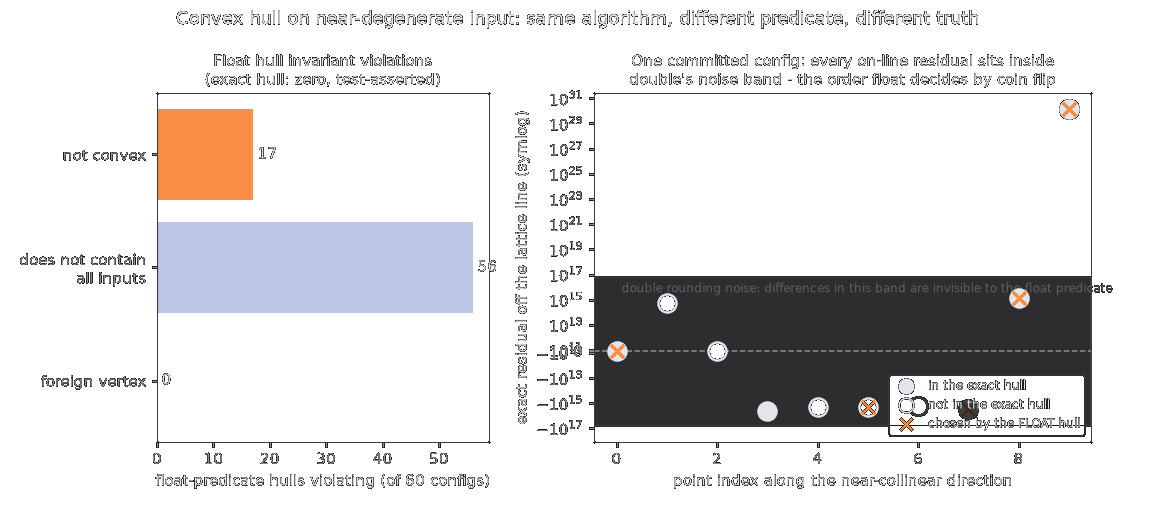 Convex hull on near-degenerate input: same algorithm, different predicate, different truth
Float hull invariant violations
(exact hull: zero, test-asserted)
not convex
17
does not contain
all inputs
56
foreign vertex
0
0 10 20 30 40 50
float-predicate hulls violating (of 60 configs)
One committed config: every on-line residual sits inside
double's noise band - the order float decides by coin flip
exact residual off the lattice line (symlog)
10^31
10^29
10^27
10^25
10^23
10^21
10^19
10^17
10^15
10^13
−10^13
−10^15
−10^17
double rounding noise: differences in this band are invisible to the float predicate
in the exact hull
not in the exact hull
chosen by the FLOAT hull
0 2 4 6 8
point index along the near-collinear direction